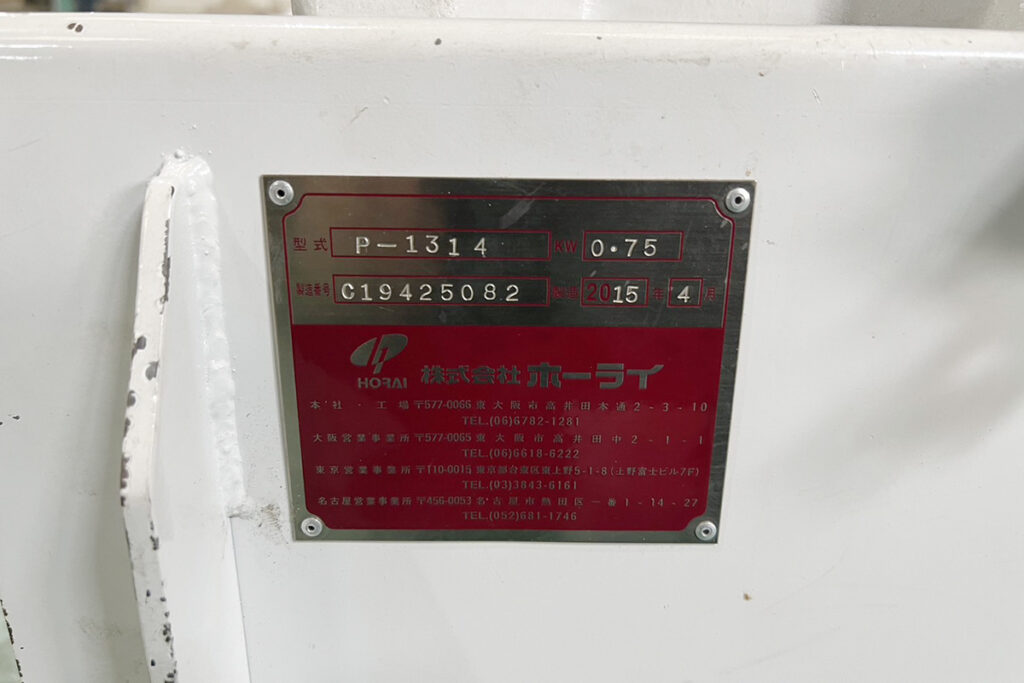 型式 P-1314 KW 0.75
製造番号 C19425082 製造 2015 年 4 月
HORAI 株式会社 ホーライ
本社・工場 〒577-0066 東大阪市高井田本通2-3-10
TEL.(06)6782-1281
大阪営業事業所 〒577-0065 東大阪市高井田中2-1-1
TEL.(06)6618-6222
東京営業事業所 〒110-0015 東京都台東区東上野5-1-8(上野富士ビル7F)
TEL.(03)3843-6161
名古屋営業事業所 〒456-0053 名古屋市熱田区一番1-14-27
TEL.(052)681-1746